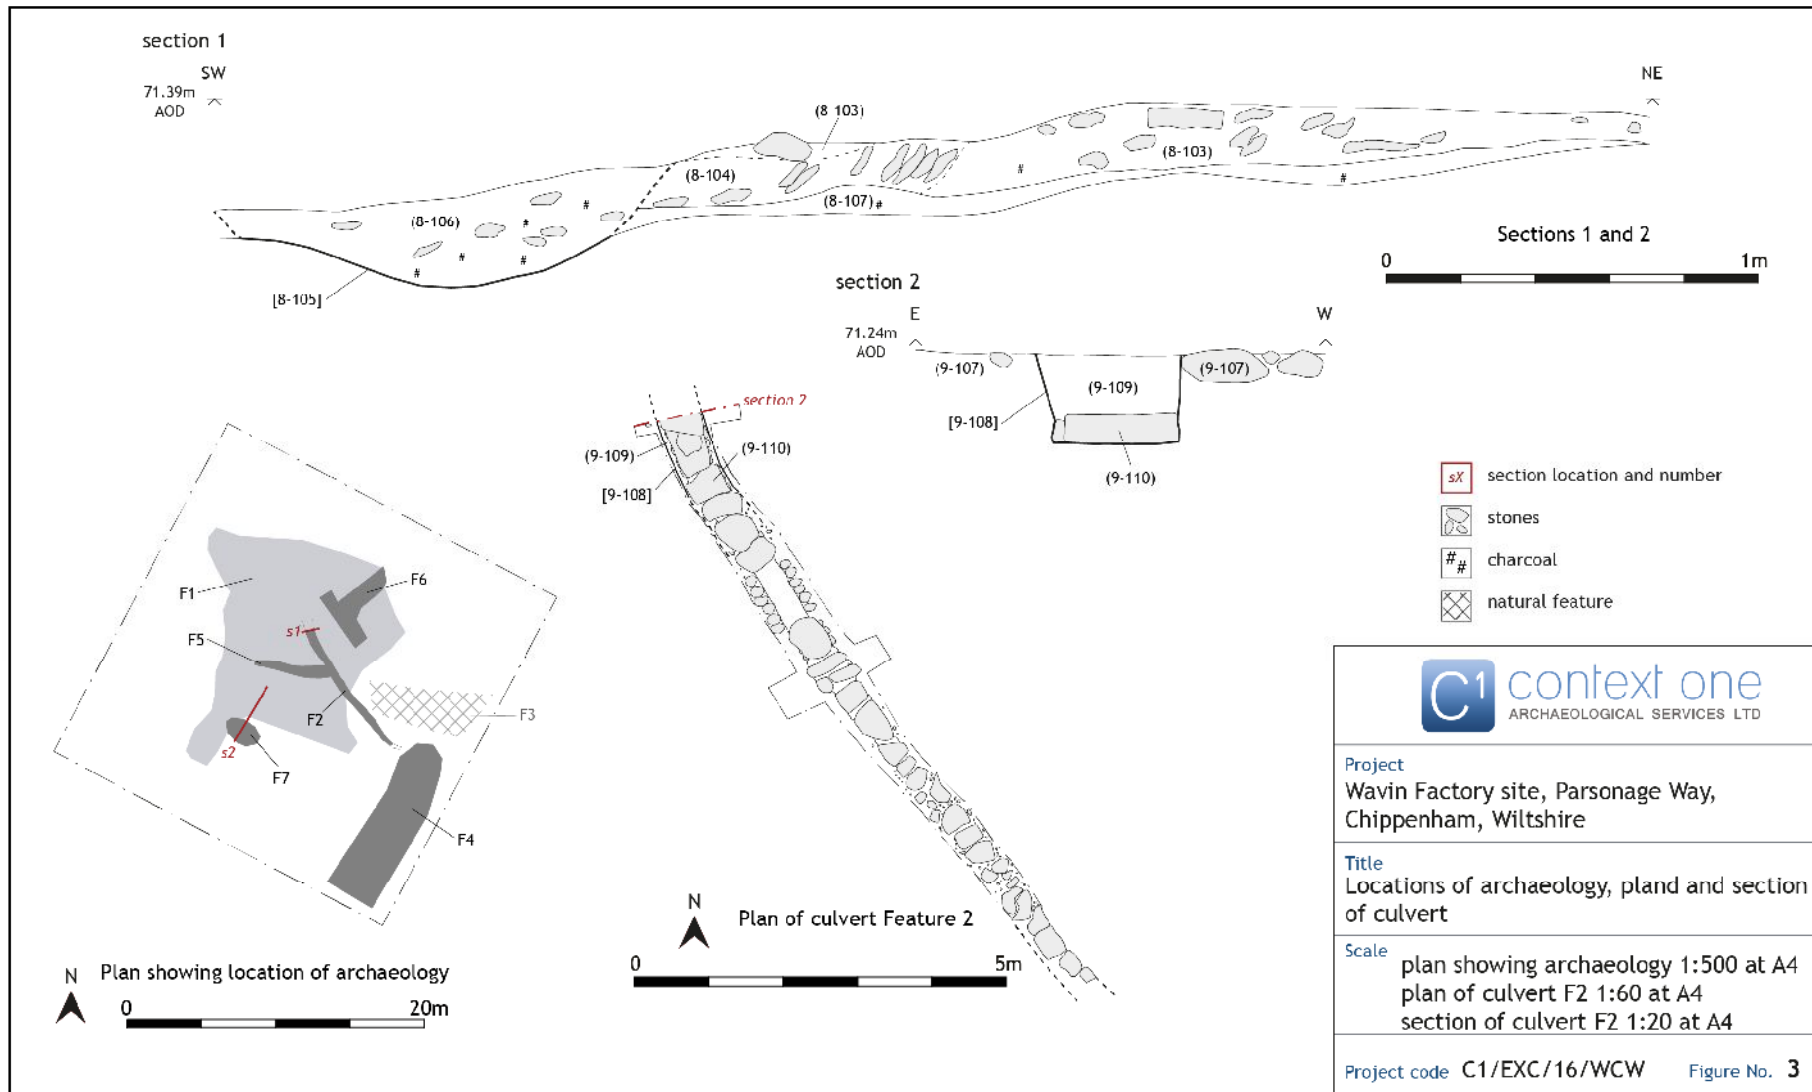 section 1
SW
NE
71.39m
AOD
(8 103)
(8-104)
(8-103)
(8-106)
(8-107)
#
[8-105]
Sections 1 and 2
0 1m
section 2
E
W
71.24m
AOD
(9-107)
(9-109)
(9-107)
[9-108]
(9-110)
section 2
(9-109)
(9-110)
[9-108]
sX section location and number
stones
# # charcoal
natural feature
F1
F6
s1
F5
F2
F3
s2
F7
F4
N
Plan showing location of archaeology
0 20m
N
Plan of culvert Feature 2
0 5m
C1 context one
ARCHAEOLOGICAL SERVICES LTD
Project
Wavin Factory site, Parsonage Way,
Chippenham, Wiltshire
Title
Locations of archaeology, pland and section
of culvert
Scale
plan showing archaeology 1:500 at A4
plan of culvert F2 1:60 at A4
section of culvert F2 1:20 at A4
Project code C1/EXC/16/WCW Figure No. 3